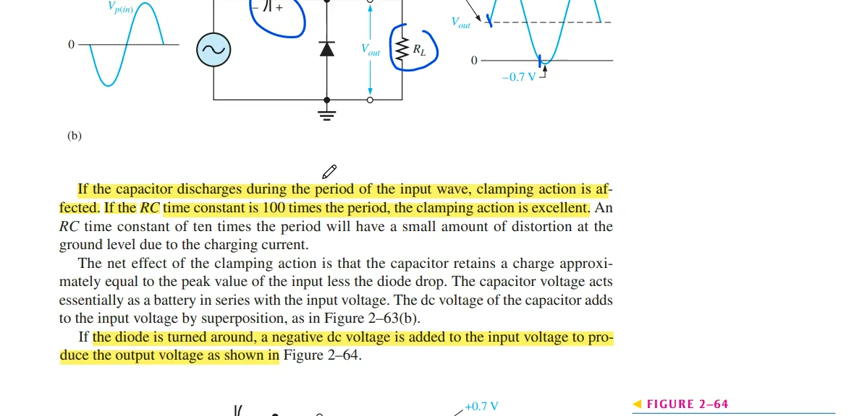 Vp(in)
0
− +
Vout
RL
Vout
0
−0.7 V
(b)
If the capacitor discharges during the period of the input wave, clamping action is af-
fected. If the RC time constant is 100 times the period, the clamping action is excellent. An
RC time constant of ten times the period will have a small amount of distortion at the
ground level due to the charging current.
The net effect of the clamping action is that the capacitor retains a charge approxi-
mately equal to the peak value of the input less the diode drop. The capacitor voltage acts
essentially as a battery in series with the input voltage. The dc voltage of the capacitor adds
to the input voltage by superposition, as in Figure 2–63(b).
If the diode is turned around, a negative dc voltage is added to the input voltage to pro-
duce the output voltage as shown in Figure 2–64.
+0.7 V
FIGURE 2–64